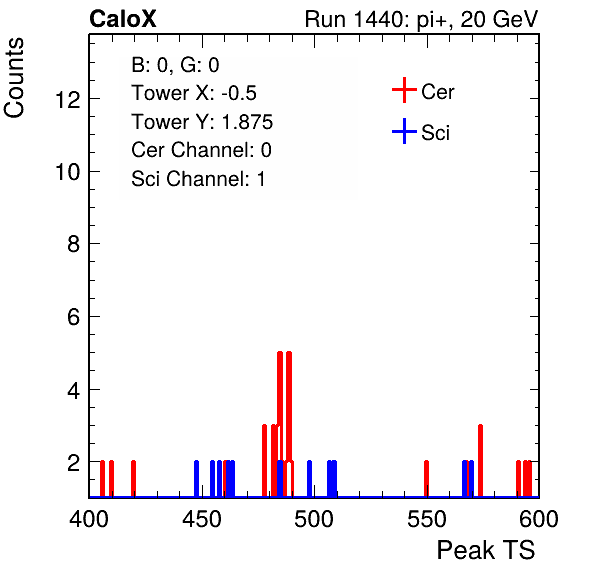 CaloX Run 1440: pi+, 20 GeV
Counts
B: 0, G: 0
Tower X: -0.5
Tower Y: 1.875
Cer Channel: 0
Sci Channel: 1
Cer
Sci
12
10
8
6
4
2
400 450 500 550 600
Peak TS